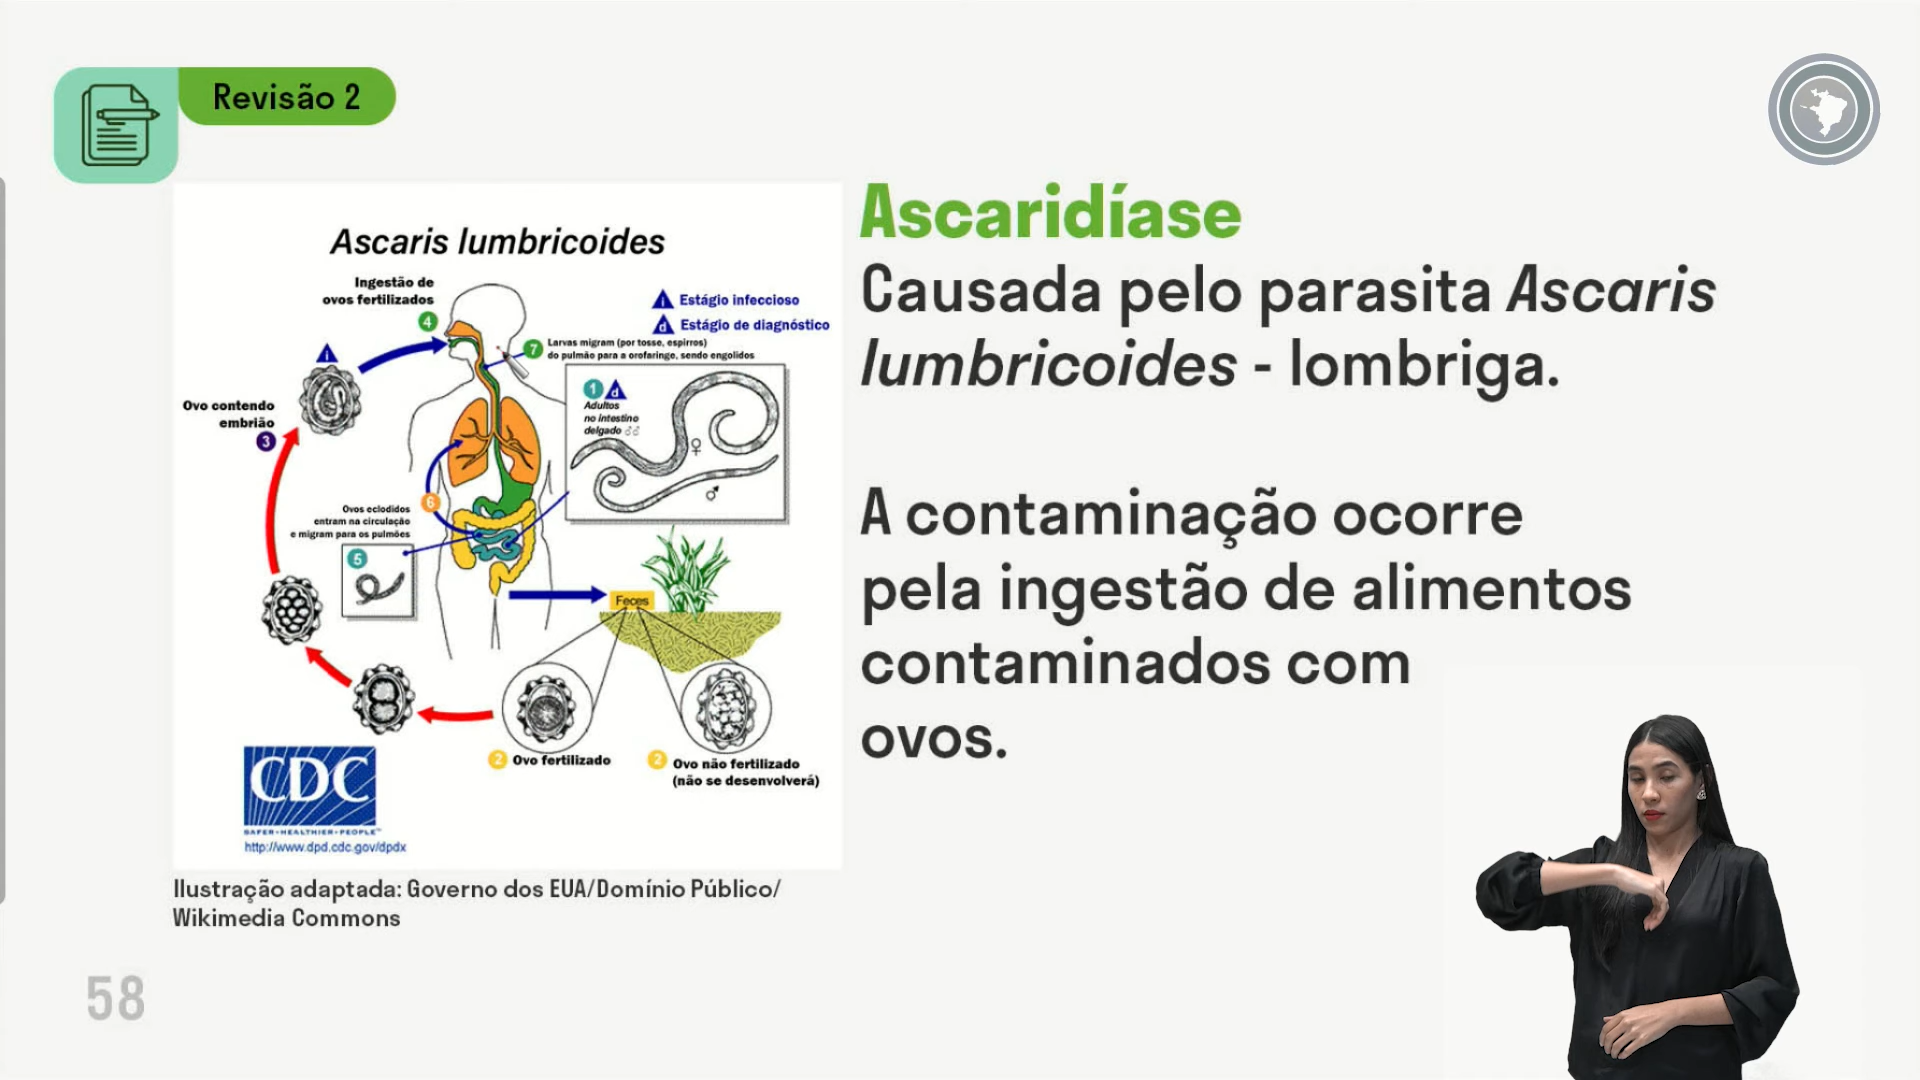 Revisão 2
Ascaris lumbricoides
Ingestão de
ovos fertilizados
4
i Estágio infeccioso
d Estágio de diagnóstico
7 Larvas migram (por tosse, espirros)
do pulmão para a orofaringe, sendo engolidos
i
1 d
Adultos
no intestino
delgado ♂♂
♀
♂
Ovo contendo
embrião
3
6
Ovos eclodidos
entram na circulação
e migram para os pulmões
5
Feces
2 Ovo fertilizado
2 Ovo não fertilizado
(não se desenvolverá)
CDC
SAFER·HEALTHIER·PEOPLE™
http://www.dpd.cdc.gov/dpdx
Ilustração adaptada: Governo dos EUA/Domínio Público/
Wikimedia Commons
Ascaridíase
Causada pelo parasita Ascaris
lumbricoides - lombriga.
A contaminação ocorre
pela ingestão de alimentos
contaminados com
ovos.
58